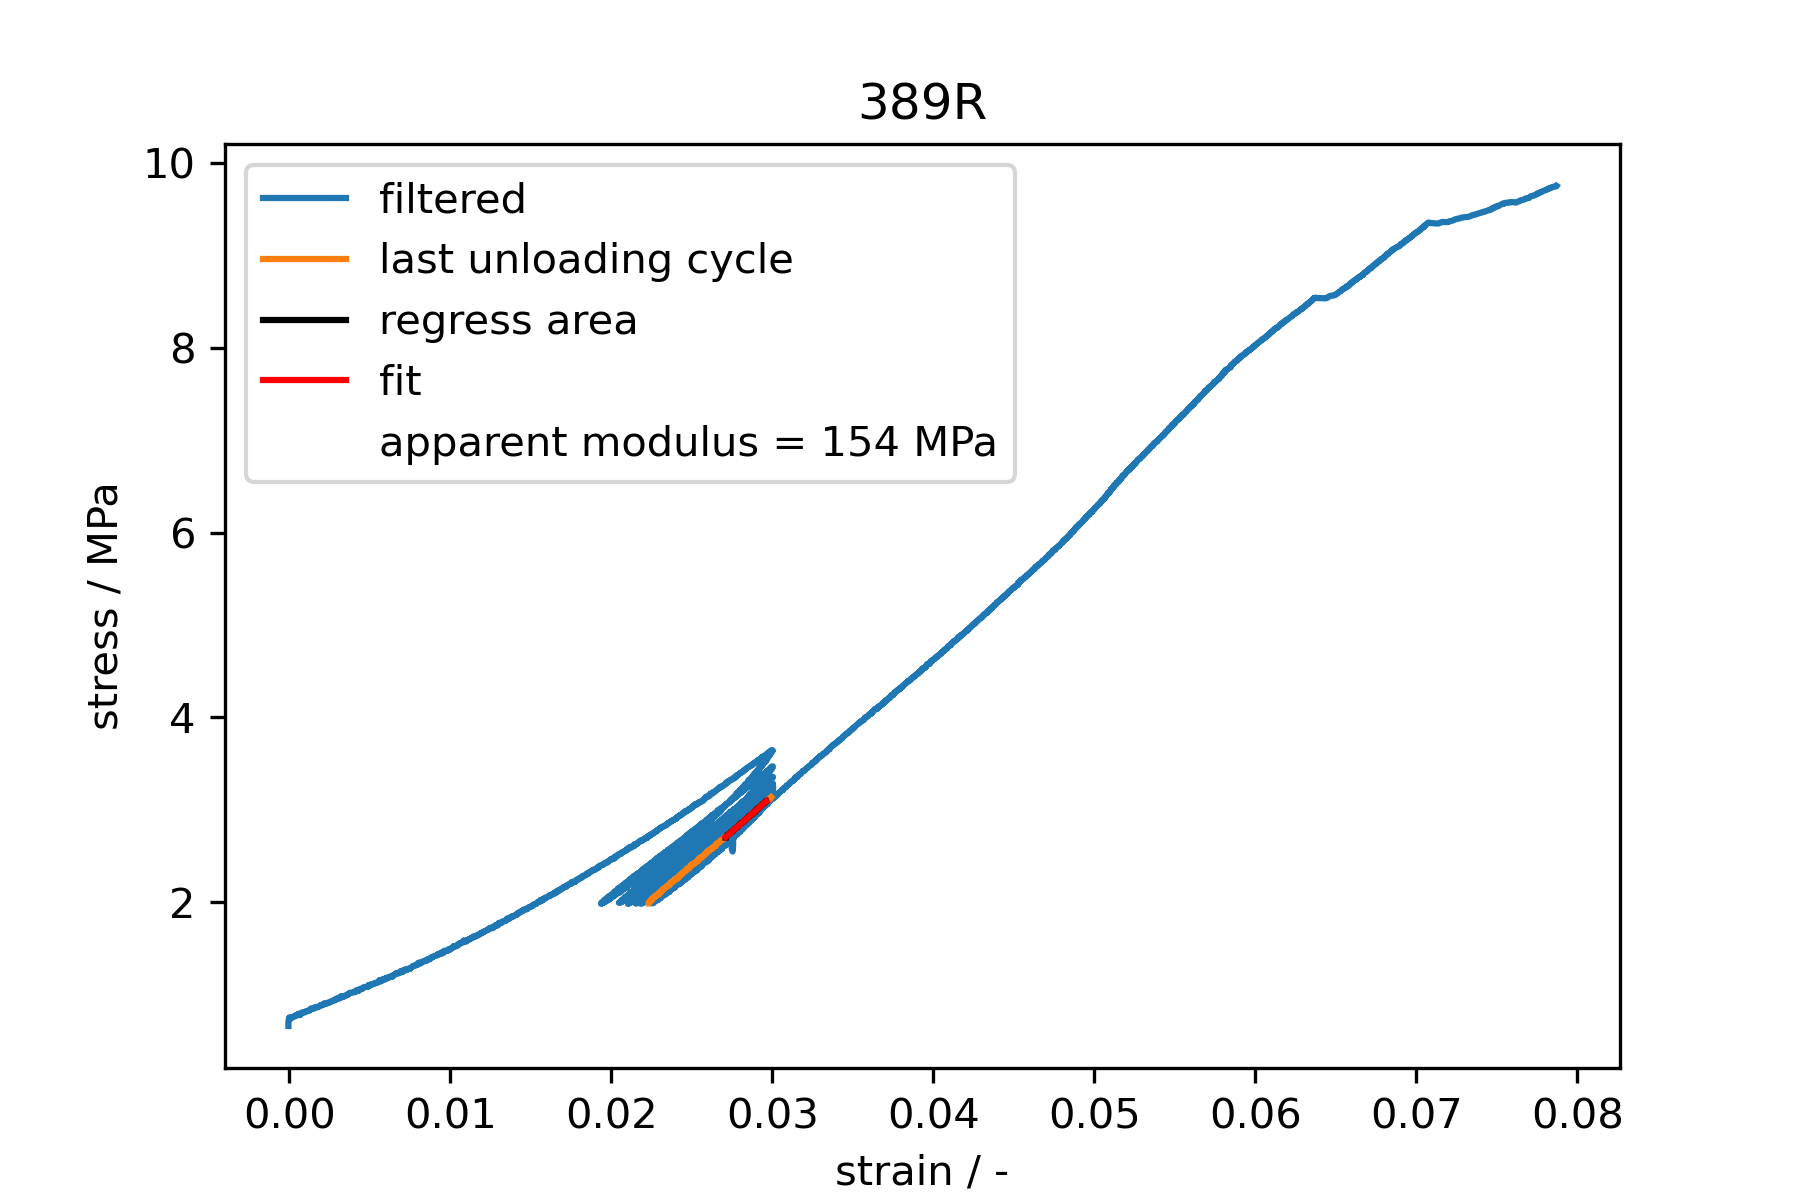 389R
10
8
6
4
2
stress / MPa
filtered
last unloading cycle
regress area
fit
apparent modulus = 154 MPa
0.00 0.01 0.02 0.03 0.04 0.05 0.06 0.07 0.08
strain / -